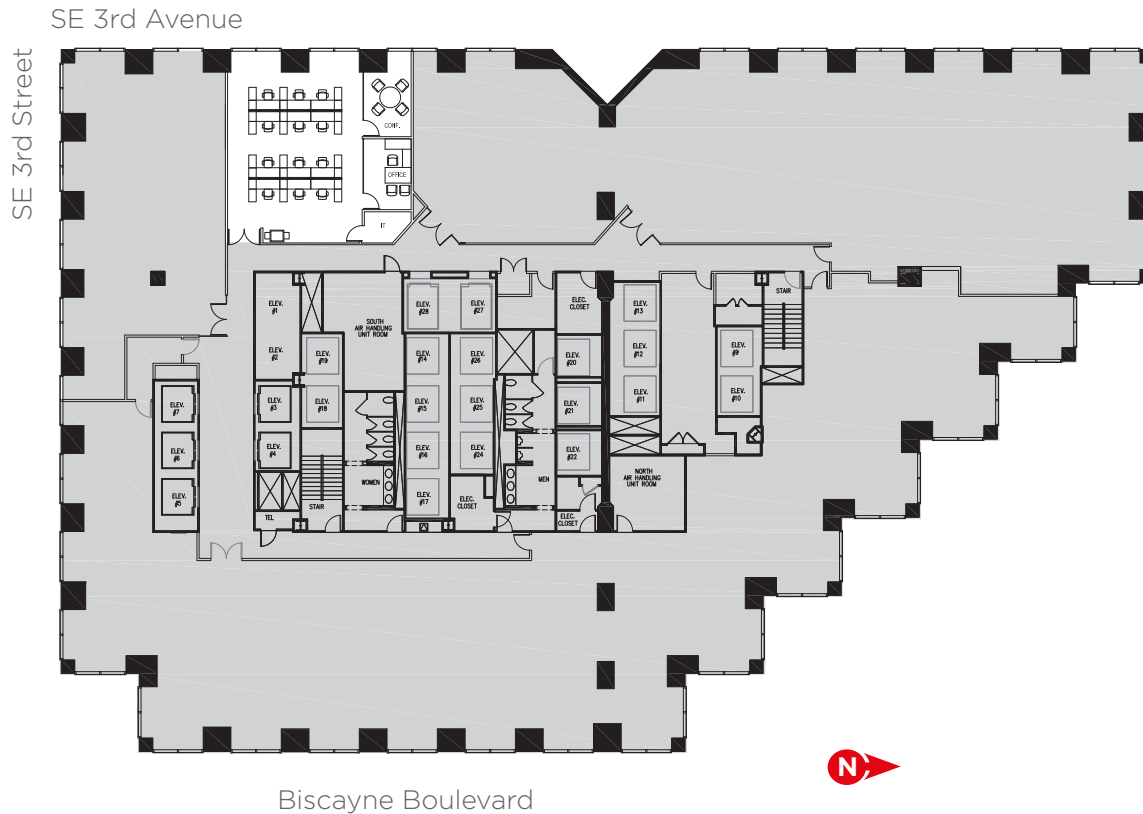 SE 3rd Avenue
SE 3rd Street
CONF.
OFFICE
IT
ELEV.
#1
ELEV.
#2
ELEV.
#3
ELEV.
#4
ELEV.
#7
ELEV.
#6
ELEV.
#5
TEL.
ELEV.
#19
ELEV.
#18
STAIR
SOUTH
AIR HANDLING
UNIT ROOM
WOMEN
ELEV.
#28
ELEV.
#27
ELEV.
#14
ELEV.
#15
ELEV.
#16
ELEV.
#17
ELEV.
#26
ELEV.
#25
ELEV.
#24
ELEC.
CLOSET
MEN
ELEC.
CLOSET
ELEV.
#20
ELEV.
#21
ELEV.
#22
ELEC.
CLOSET
ELEV.
#13
ELEV.
#12
ELEV.
#11
NORTH
AIR HANDLING
UNIT ROOM
ELEV.
#9
ELEV.
#10
STAIR
N
Biscayne Boulevard